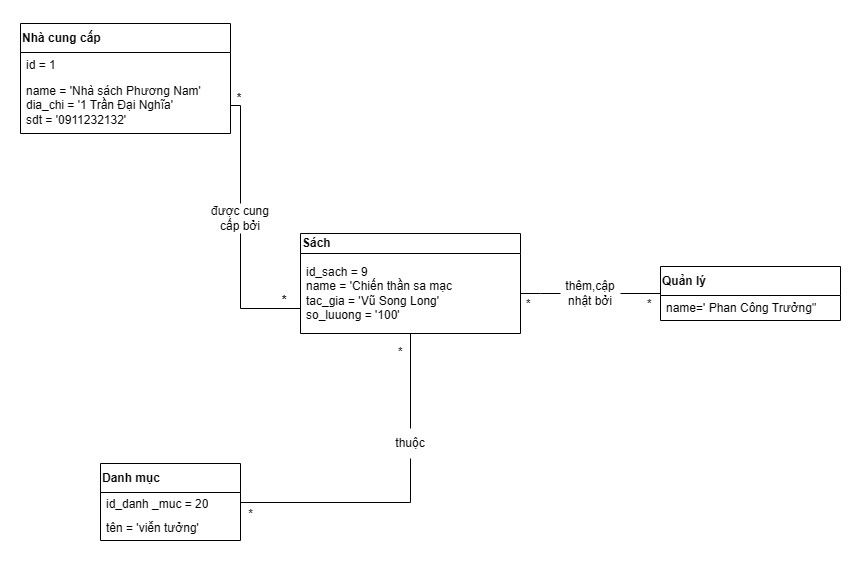 Nhà cung cấp
id = 1
name = 'Nhà sách Phương Nam'
dia_chi = '1 Trần Đại Nghĩa'
sdt = '0911232132'
*
được cung
cấp bởi
*
Sách
id_sach = 9
name = 'Chiến thần sa mạc
tac_gia = 'Vũ Song Long'
so_luuong = '100'
*
thêm,cập
nhật bởi
*
Quản lý
name=' Phan Công Trưởng"
*
thuộc
*
Danh mục
id_danh _muc = 20
tên = 'viễn tưởng'